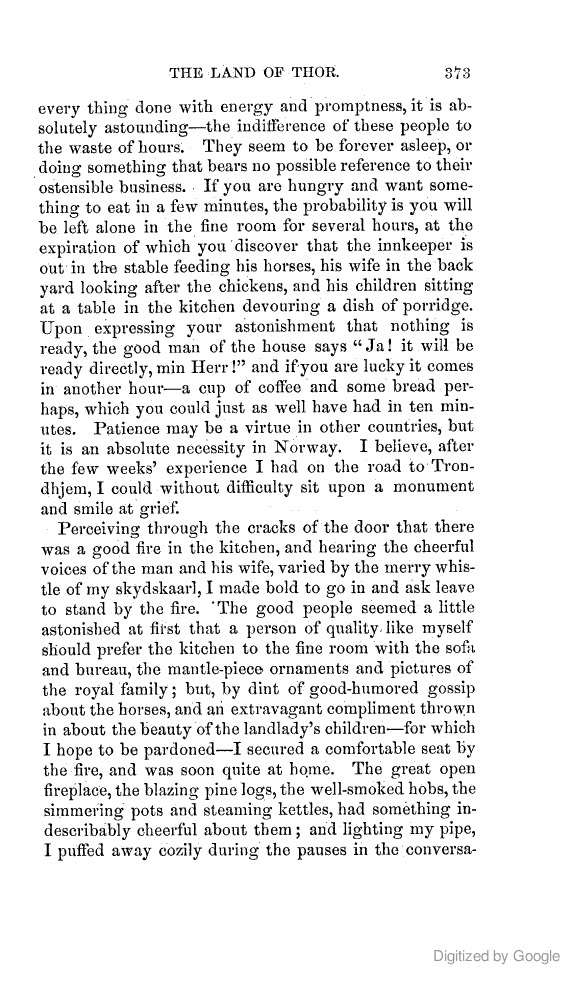 THE LAND OF THOR. 373
every thing done with energy and promptness, it is ab-
solutely astounding—the indifference of these people to
the waste of hours. They seem to be forever asleep, or
doing something that bears no possible reference to their
ostensible business. If you are hungry and want some-
thing to eat in a few minutes, the probability is you will
be left alone in the fine room for several hours, at the
expiration of which you discover that the innkeeper is
out in the stable feeding his horses, his wife in the back
yard looking after the chickens, and his children sitting
at a table in the kitchen devouring a dish of porridge.
Upon expressing your astonishment that nothing is
ready, the good man of the house says “Ja! it will be
ready directly, min Herr!” and if you are lucky it comes
in another hour—a cup of coffee and some bread per-
haps, which you could just as well have had in ten min-
utes. Patience may be a virtue in other countries, but
it is an absolute necessity in Norway. I believe, after
the few weeks’ experience I had on the road to Tron-
dhjem, I could without difficulty sit upon a monument
and smile at grief.
Perceiving through the cracks of the door that there
was a good fire in the kitchen, and hearing the cheerful
voices of the man and his wife, varied by the merry whis-
tle of my skydskaarl, I made bold to go in and ask leave
to stand by the fire. The good people seemed a little
astonished at first that a person of quality like myself
should prefer the kitchen to the fine room with the sofa
and bureau, the mantle-piece ornaments and pictures of
the royal family; but, by dint of good-humored gossip
about the horses, and an extravagant compliment thrown
in about the beauty of the landlady’s children—for which
I hope to be pardoned—I secured a comfortable seat by
the fire, and was soon quite at home. The great open
fireplace, the blazing pine logs, the well-smoked hobs, the
simmering pots and steaming kettles, had something in-
describably cheerful about them; and lighting my pipe,
I puffed away cozily during the pauses in the conversa-
Digitized by Google